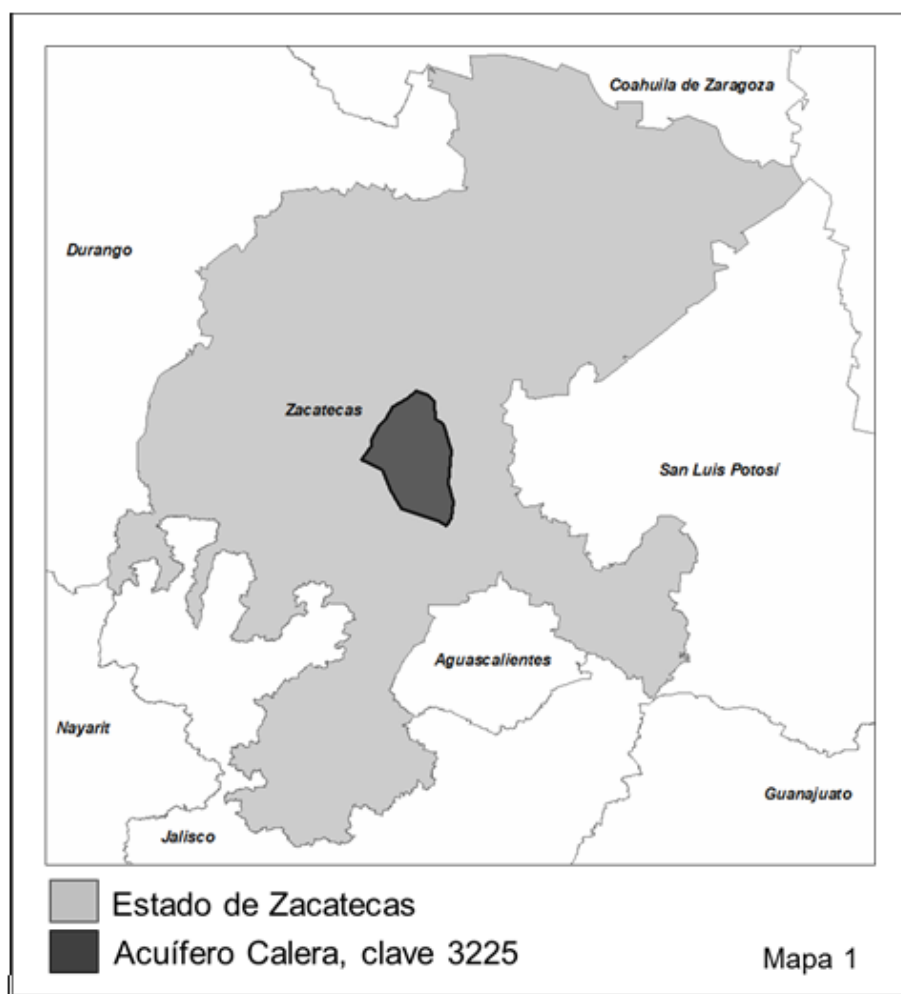 Coahuila de Zaragoza
Durango
Zacatecas
San Luis Potosí
Aguascalientes
Nayarit
Guanajuato
Jalisco
Estado de Zacatecas
Acuífero Calera, clave 3225
Mapa 1